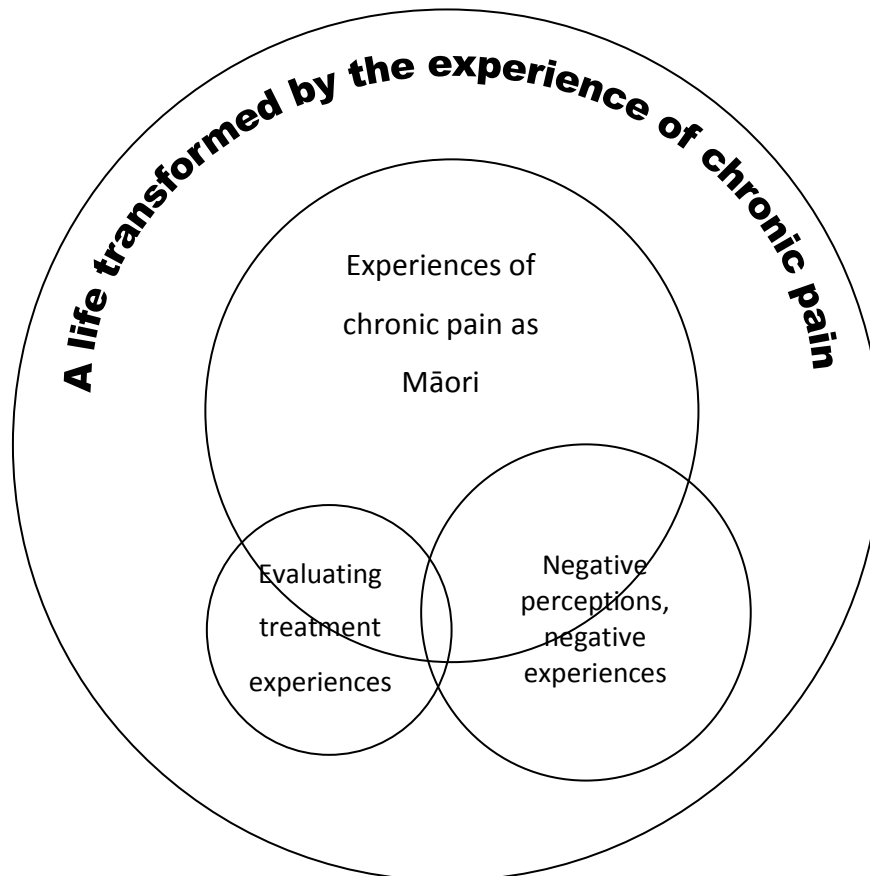 A life transformed by the experience of chronic pain
Experiences of
chronic pain as
Māori
Evaluating
treatment
experiences
Negative
perceptions,
negative
experiences